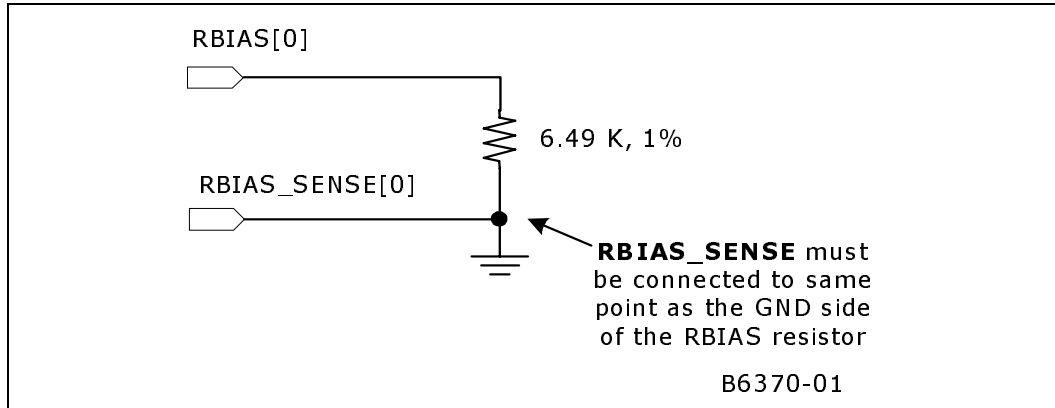 RBIAS[0]
6.49 K, 1%
RBIAS_SENSE[0]
RBIAS_SENSE must
be connected to same
point as the GND side
of the RBIAS resistor
B6370-01